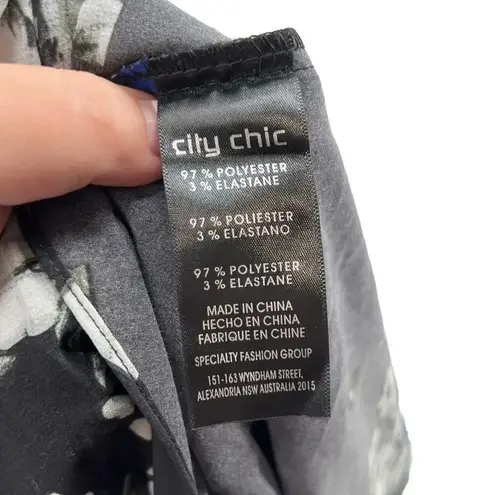 city chic
97 % POLYESTER
3 % ELASTANE
97 % POLIESTER
3 % ELASTANO
97 % POLYESTER
3 % ELASTANE
MADE IN CHINA
HECHO EN CHINA
FABRIQUE EN CHINE
SPECIALTY FASHION GROUP
151-163 WYNDHAM STREET,
ALEXANDRIA NSW AUSTRALIA 2015